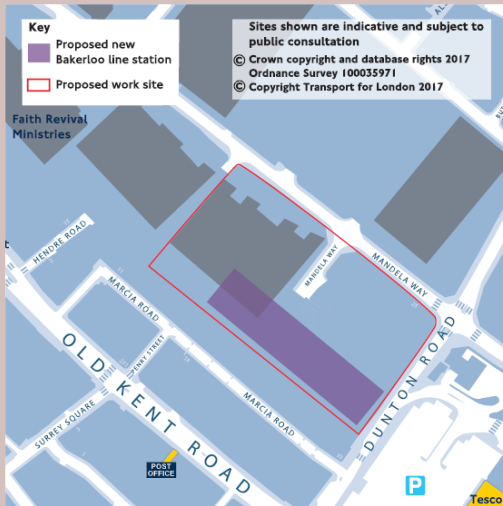 Key
Proposed new
Bakerloo line station
Proposed work site
Sites shown are indicative and subject to
public consultation
© Crown copyright and database rights 2017
Ordnance Survey 100035971
© Copyright Transport for London 2017
Faith Revival
Ministries
HENDRE ROAD
MARCIA ROAD
PENRY STREET
OLD KENT ROAD
SURREY SQUARE
MARCIA ROAD
MANDELA WAY
MANDELA WAY
DUNTON ROAD
POST
OFFICE
P
Tesco